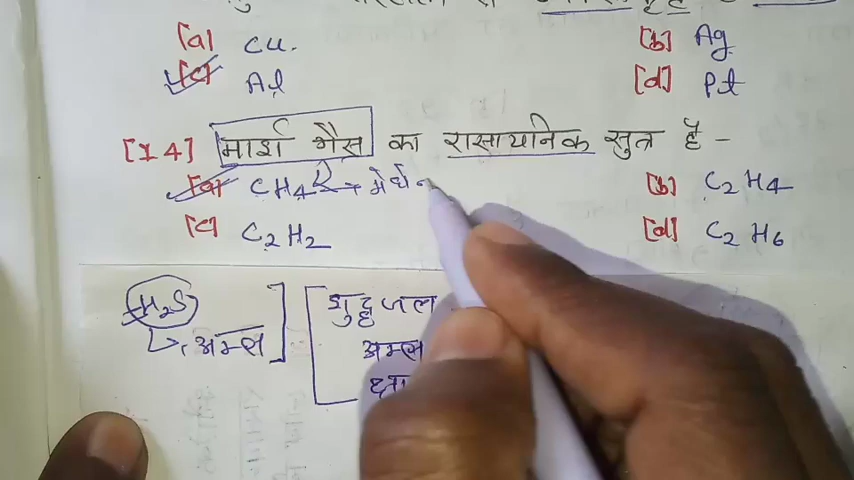 [a] Cu.
[b] Ag
[c] Al
[d] Pt
[14] मार्श गैस का रासायनिक सुत्र है -
[a] CH4 → मेथेन
[b] C2H4
[c] C2H2
[d] C2H6
H2S
↳ अम्ल
शुद्ध जल
अम्ल